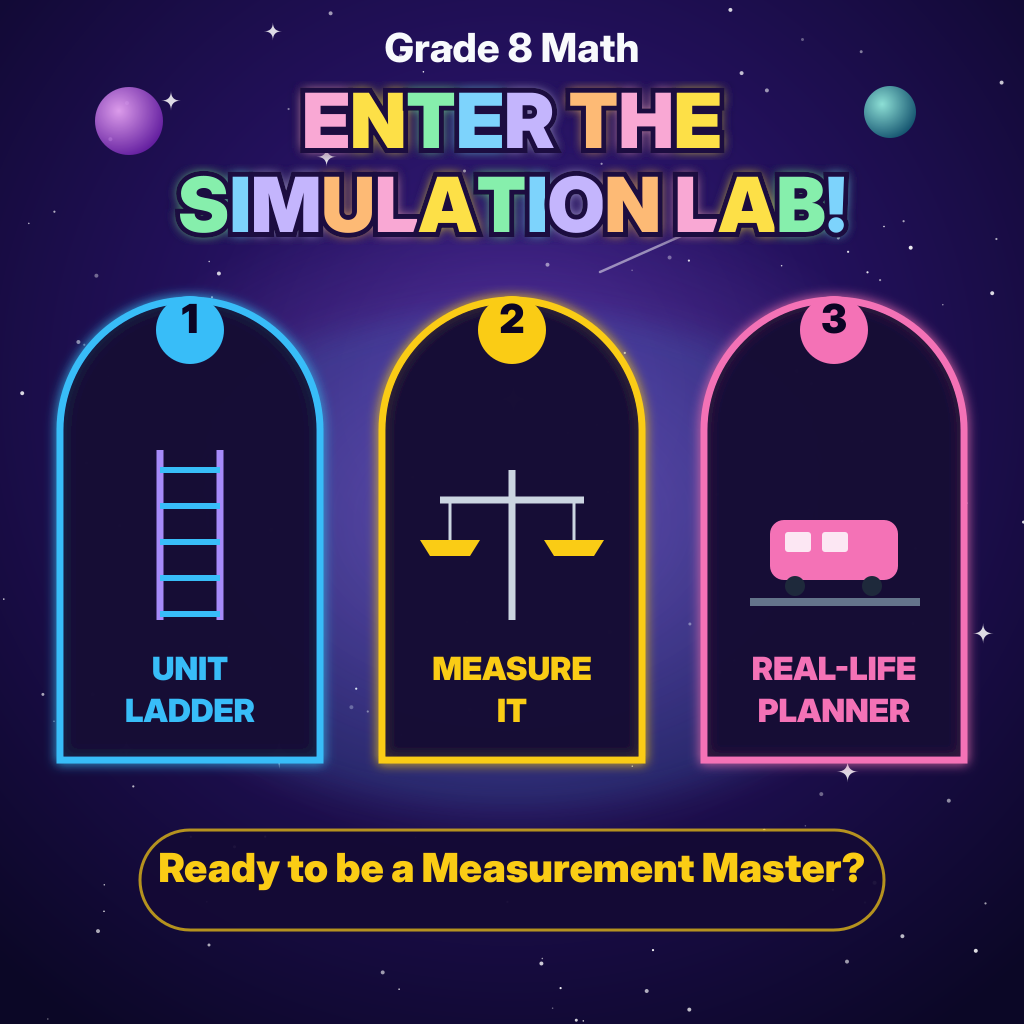 Grade 8 Math
ENTER THE
SIMULATION LAB!
1
2
3
UNIT
LADDER
MEASURE
IT
REAL-LIFE
PLANNER
Ready to be a Measurement Master?